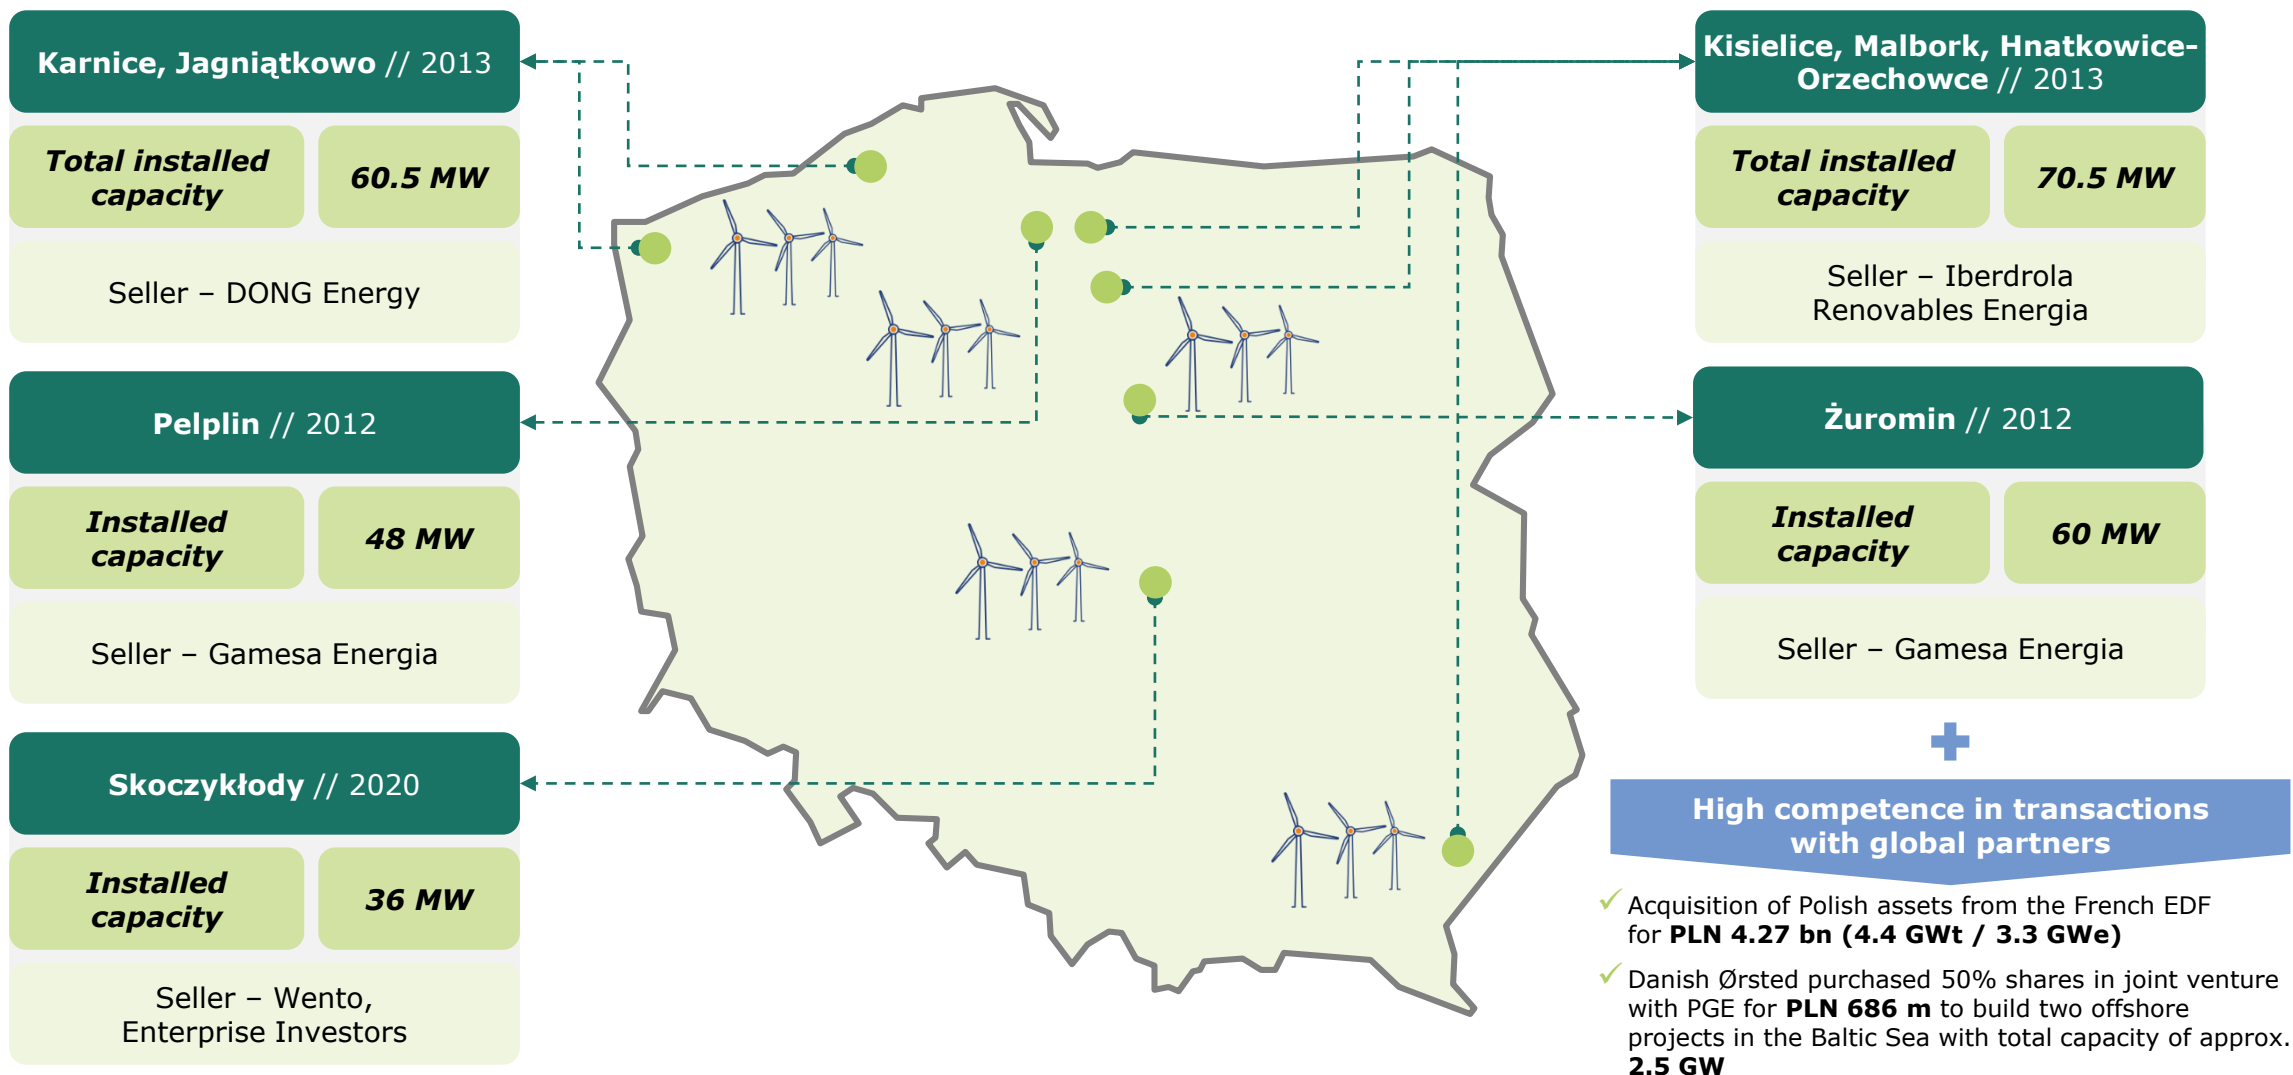 Karnice, Jagniątkowo // 2013
Total installed
capacity
60.5 MW
Seller – DONG Energy
Pelplin // 2012
Installed
capacity
48 MW
Seller – Gamesa Energia
Skoczykłody // 2020
Installed
capacity
36 MW
Seller – Wento,
Enterprise Investors
Kisielice, Malbork, Hnatkowice-
Orzechowce // 2013
Total installed
capacity
70.5 MW
Seller – Iberdrola
Renovables Energia
Żuromin // 2012
Installed
capacity
60 MW
Seller – Gamesa Energia
High competence in transactions
with global partners
✓ Acquisition of Polish assets from the French EDF
for PLN 4.27 bn (4.4 GWt / 3.3 GWe)
✓ Danish Ørsted purchased 50% shares in joint venture
with PGE for PLN 686 m to build two offshore
projects in the Baltic Sea with total capacity of approx.
2.5 GW